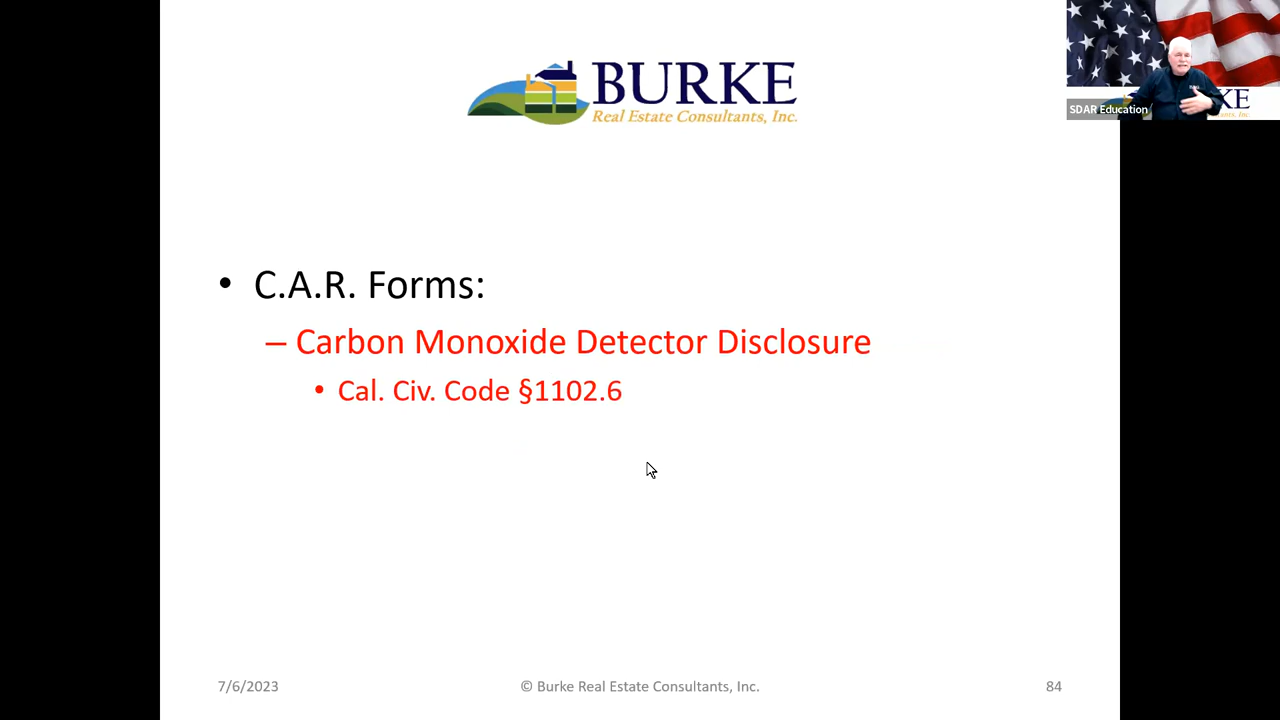 BURKE
Real Estate Consultants, Inc.
SDAR Education
KE
• C.A.R. Forms:
– Carbon Monoxide Detector Disclosure
• Cal. Civ. Code §1102.6
7/6/2023
© Burke Real Estate Consultants, Inc.
84